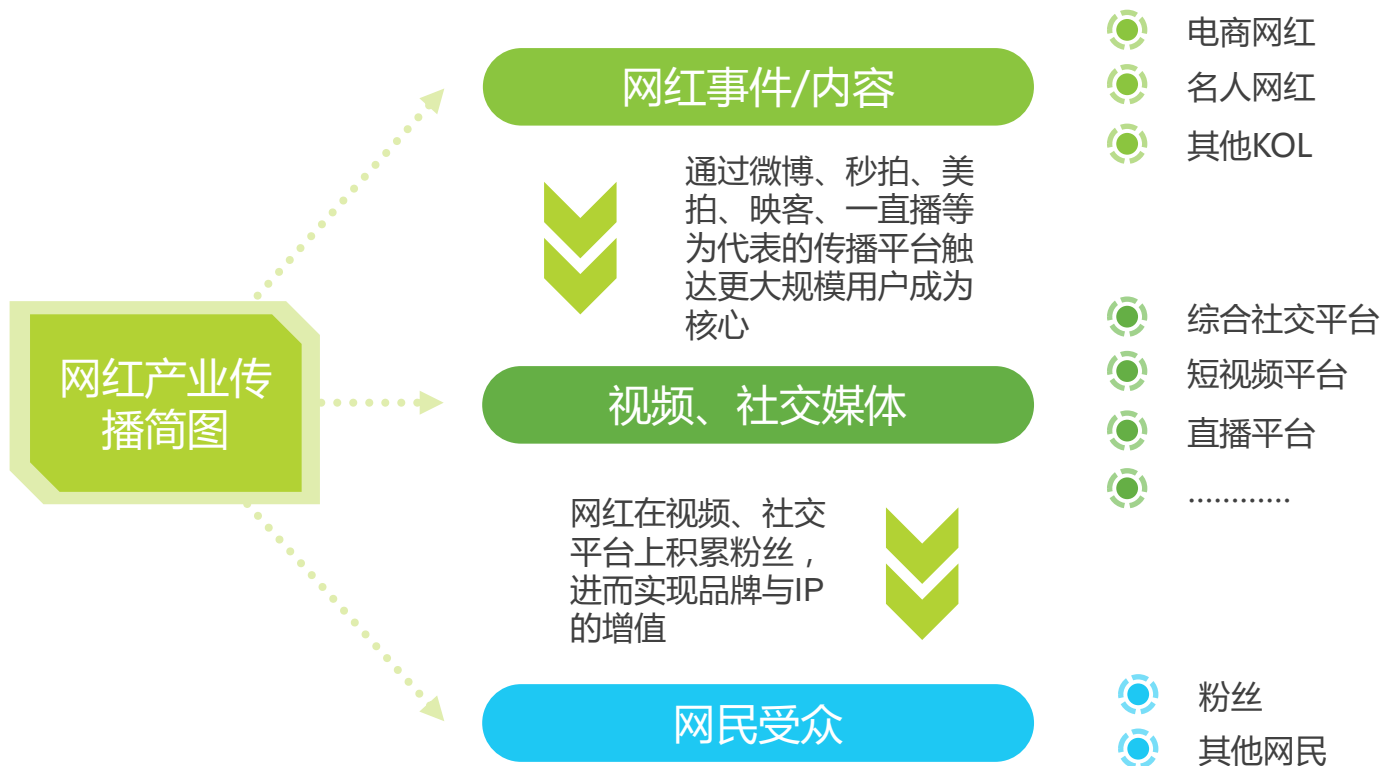 电商网红
网红事件/内容
名人网红
其他KOL
通过微博、秒拍、美
拍、映客、一直播等
为代表的传播平台触
达更大规模用户成为
核心
网红产业传
播简图
综合社交平台
视频、社交媒体
短视频平台
直播平台
…………
网红在视频、社交
平台上积累粉丝，
进而实现品牌与IP
的增值
网民受众
粉丝
其他网民